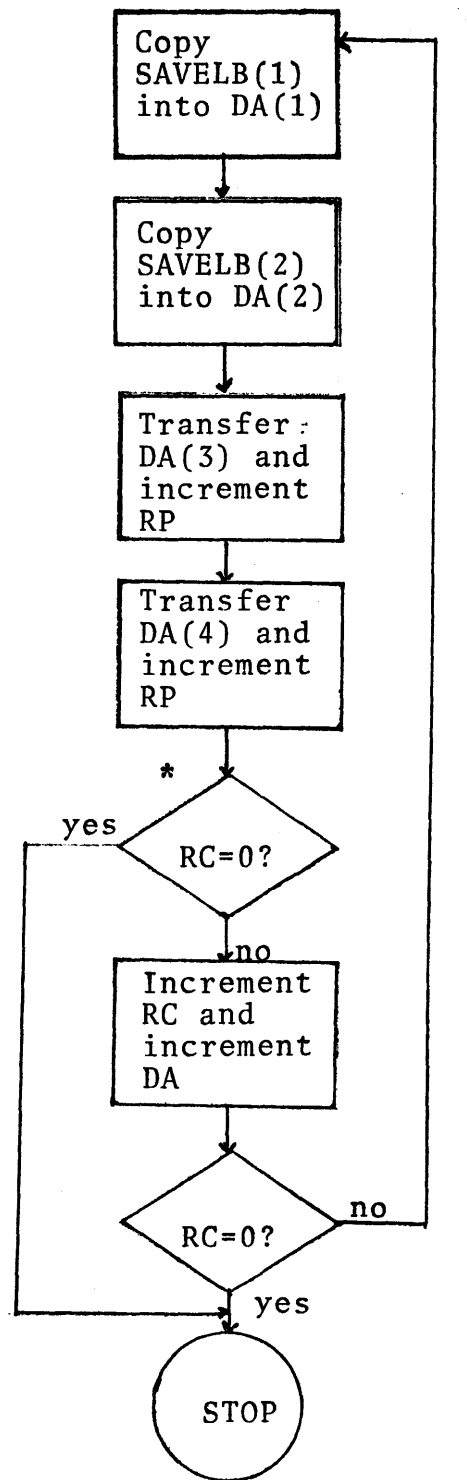 Copy
SAVELB(1)
into DA(1)
Copy
SAVELB(2)
into DA(2)
Transfer
DA(3) and
increment
RP
Transfer
DA(4) and
increment
RP
*
yes
RC=0?
no
Increment
RC and
increment
DA
no
RC=0?
yes
STOP